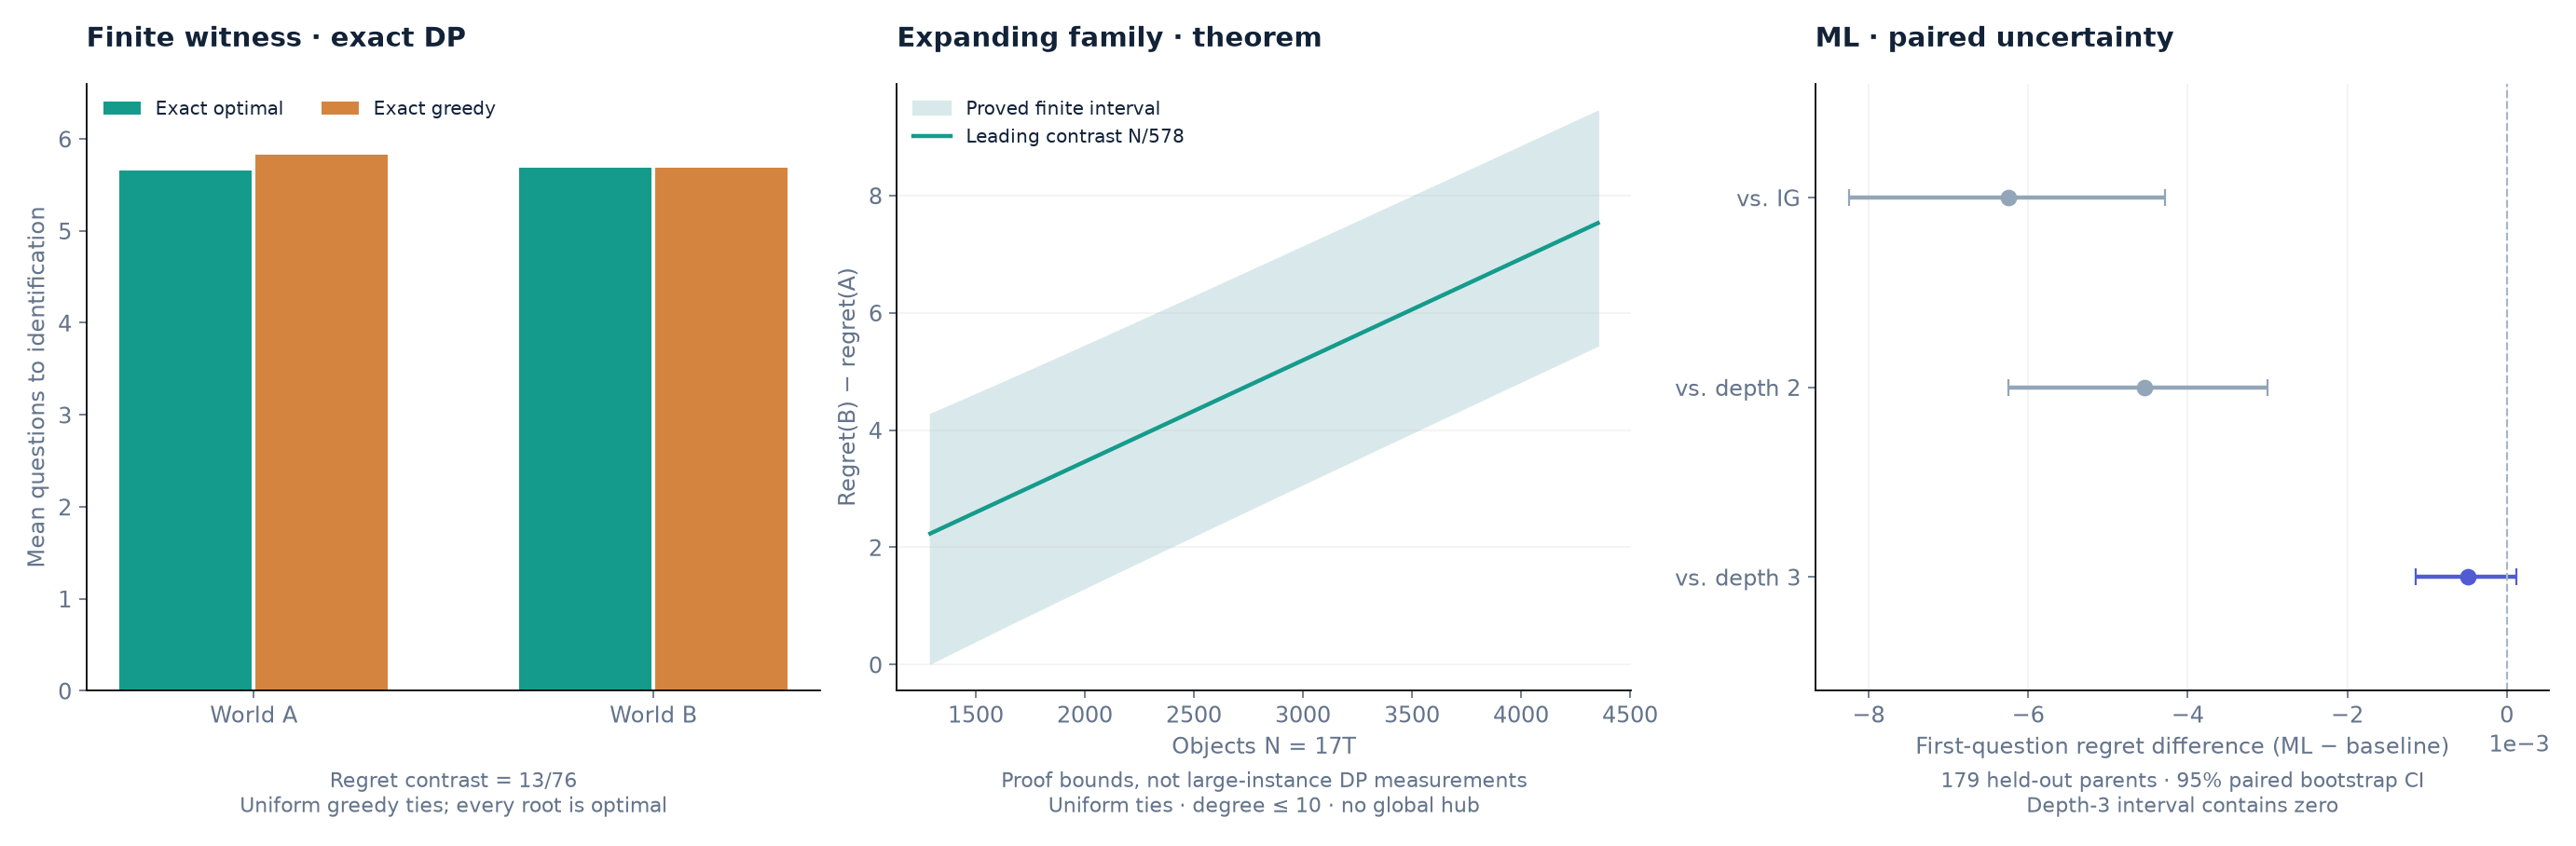 Finite witness · exact DP
Exact optimal
Exact greedy
Mean questions to identification
6
5
4
3
2
1
0
World A
World B
Regret contrast = 13/76
Uniform greedy ties; every root is optimal
Expanding family · theorem
Proved finite interval
Leading contrast N/578
Regret(B) − regret(A)
8
6
4
2
0
1500
2000
2500
3000
3500
4000
4500
Objects N = 17T
Proof bounds, not large-instance DP measurements
Uniform ties · degree ≤ 10 · no global hub
ML · paired uncertainty
vs. IG
vs. depth 2
vs. depth 3
−8
−6
−4
−2
0
1e−3
First-question regret difference (ML − baseline)
179 held-out parents · 95% paired bootstrap CI
Depth-3 interval contains zero